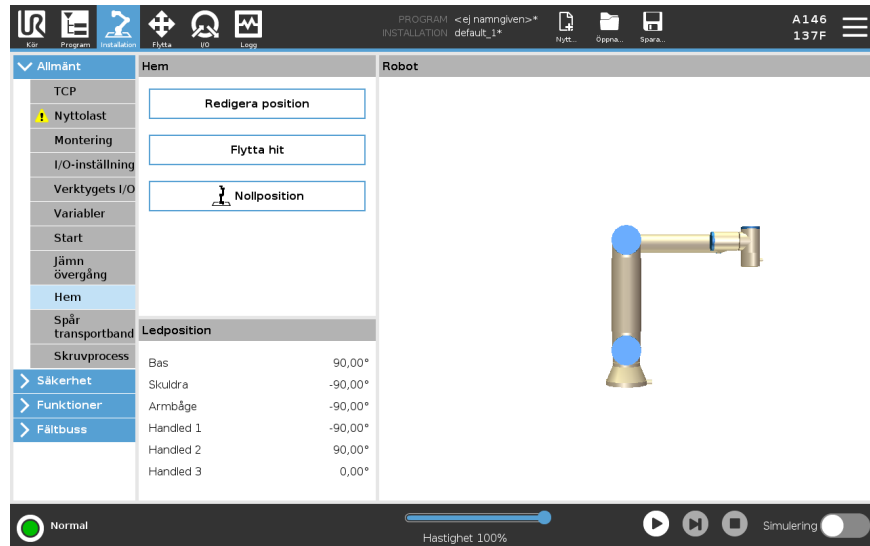 PROGRAM <ej namngiven>*
INSTALLATION default_1*
A146
137F
UR
Kör Program Installation Flytta I/O Logg
Nytt... Öppna... Spara...
Allmänt
TCP
Nyttolast
Montering
I/O-inställning
Verktygets I/O
Variabler
Start
Jämn
övergång
Hem
Spår
transportband
Skruvprocess
Säkerhet
Funktioner
Fältbuss
Hem
Redigera position
Flytta hit
Nollposition
Ledposition
Bas 90,00°
Skuldra -90,00°
Armbåge -90,00°
Handled 1 -90,00°
Handled 2 90,00°
Handled 3 0,00°
Robot
Normal
Hastighet 100%
Simulering